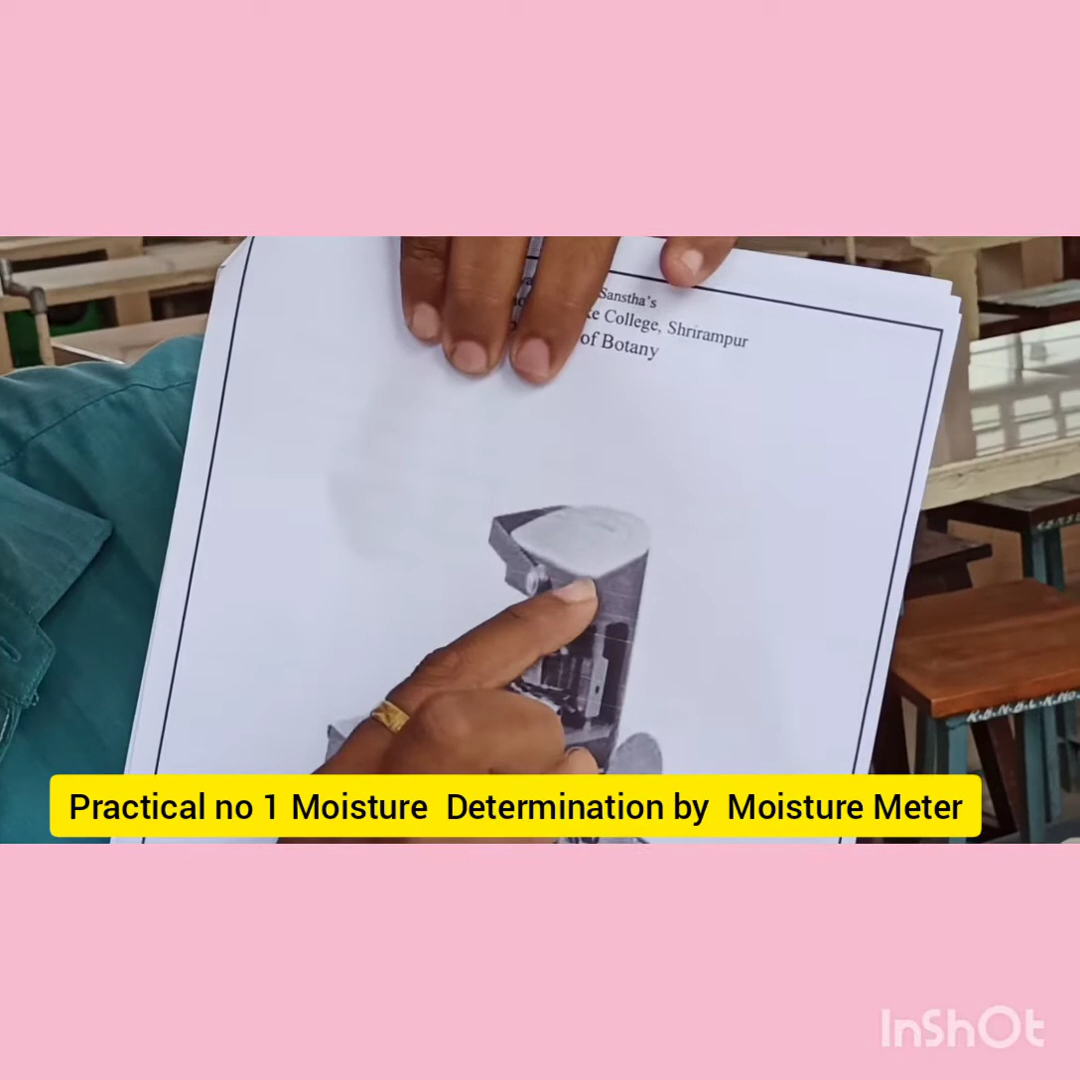 Sanstha's
College, Shrirampur
of Botany
Practical no 1 Moisture Determination by Moisture Meter
InShOt